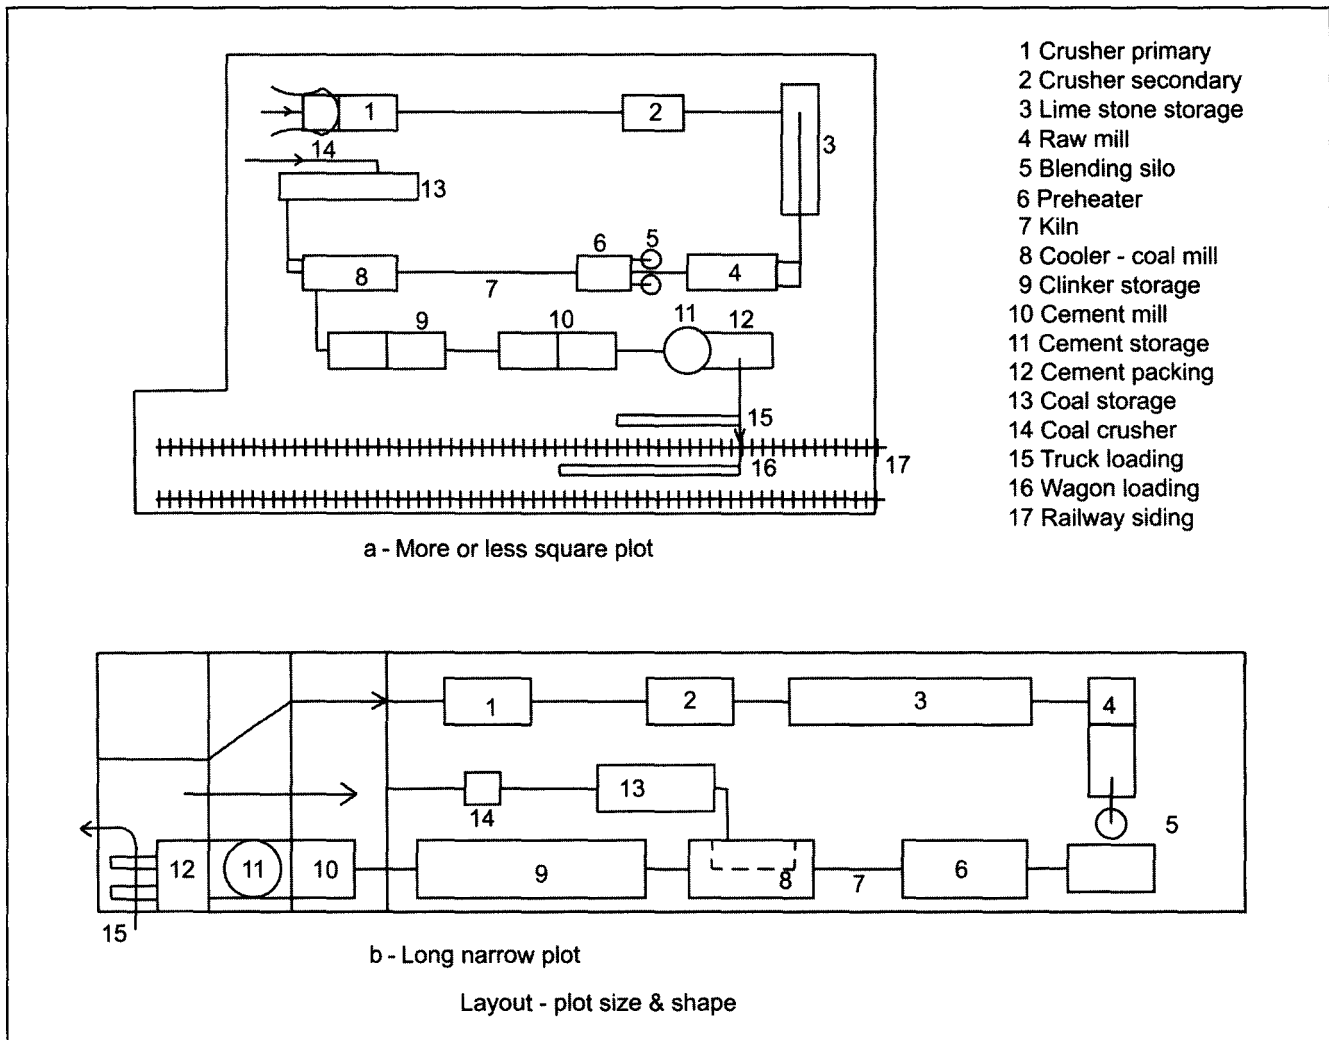 1 Crusher primary
2 Crusher secondary
3 Lime stone storage
4 Raw mill
5 Blending silo
6 Preheater
7 Kiln
8 Cooler - coal mill
9 Clinker storage
10 Cement mill
11 Cement storage
12 Cement packing
13 Coal storage
14 Coal crusher
15 Truck loading
16 Wagon loading
17 Railway siding
1
2
3
14
13
6
5
8
7
4
9
10
11
12
15
16
17
a - More or less square plot
1
2
3
4
14
13
5
12
11
10
9
8
7
6
15
b - Long narrow plot
Layout - plot size & shape